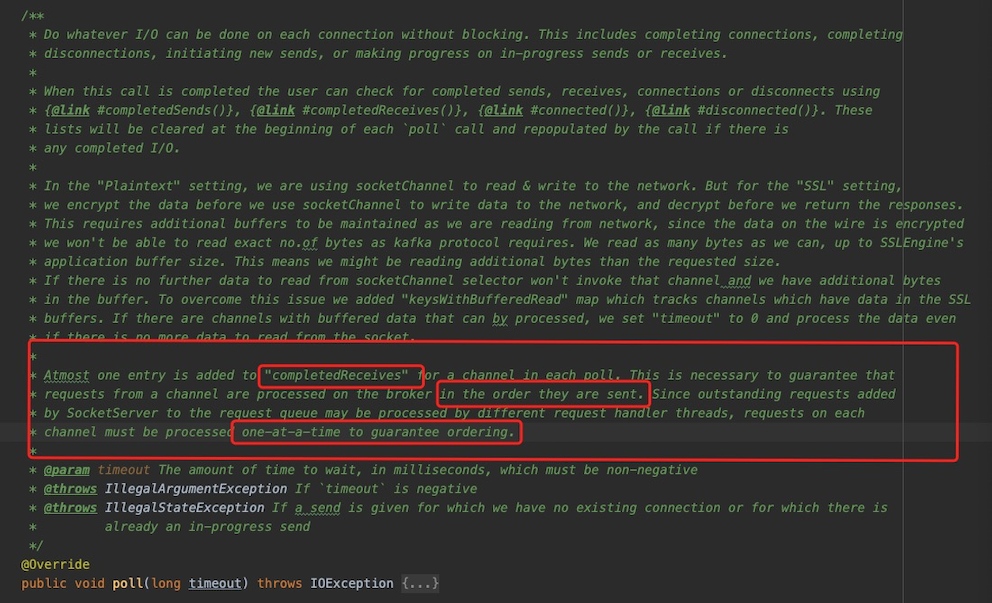 /**
* Do whatever I/O can be done on each connection without blocking. This includes completing connections, completing
* disconnections, initiating new sends, or making progress on in-progress sends or receives.
*
* When this call is completed the user can check for completed sends, receives, connections or disconnects using
* {@link #completedSends()}, {@link #completedReceives()}, {@link #connected()}, {@link #disconnected()}. These
* lists will be cleared at the beginning of each `poll` call and repopulated by the call if there is
* any completed I/O.
*
* In the "Plaintext" setting, we are using socketChannel to read & write to the network. But for the "SSL" setting,
* we encrypt the data before we use socketChannel to write data to the network, and decrypt before we return the responses.
* This requires additional buffers to be maintained as we are reading from network, since the data on the wire is encrypted
* we won't be able to read exact no.of bytes as kafka protocol requires. We read as many bytes as we can, up to SSLEngine's
* application buffer size. This means we might be reading additional bytes than the requested size.
* If there is no further data to read from socketChannel selector won't invoke that channel and we have additional bytes
* in the buffer. To overcome this issue we added "keysWithBufferedRead" map which tracks channels which have data in the SSL
* buffers. If there are channels with buffered data that can by processed, we set "timeout" to 0 and process the data even
* if there is no more data to read from the socket.
*
* Atmost one entry is added to "completedReceives" for a channel in each poll. This is necessary to guarantee that
* requests from a channel are processed on the broker in the order they are sent. Since outstanding requests added
* by SocketServer to the request queue may be processed by different request handler threads, requests on each
* channel must be processed one-at-a-time to guarantee ordering.
*
* @param timeout The amount of time to wait, in milliseconds, which must be non-negative
* @throws IllegalArgumentException If `timeout` is negative
* @throws IllegalStateException If a send is given for which we have no existing connection or for which there is
* already an in-progress send
*/
@Override
public void poll(long timeout) throws IOException {...}